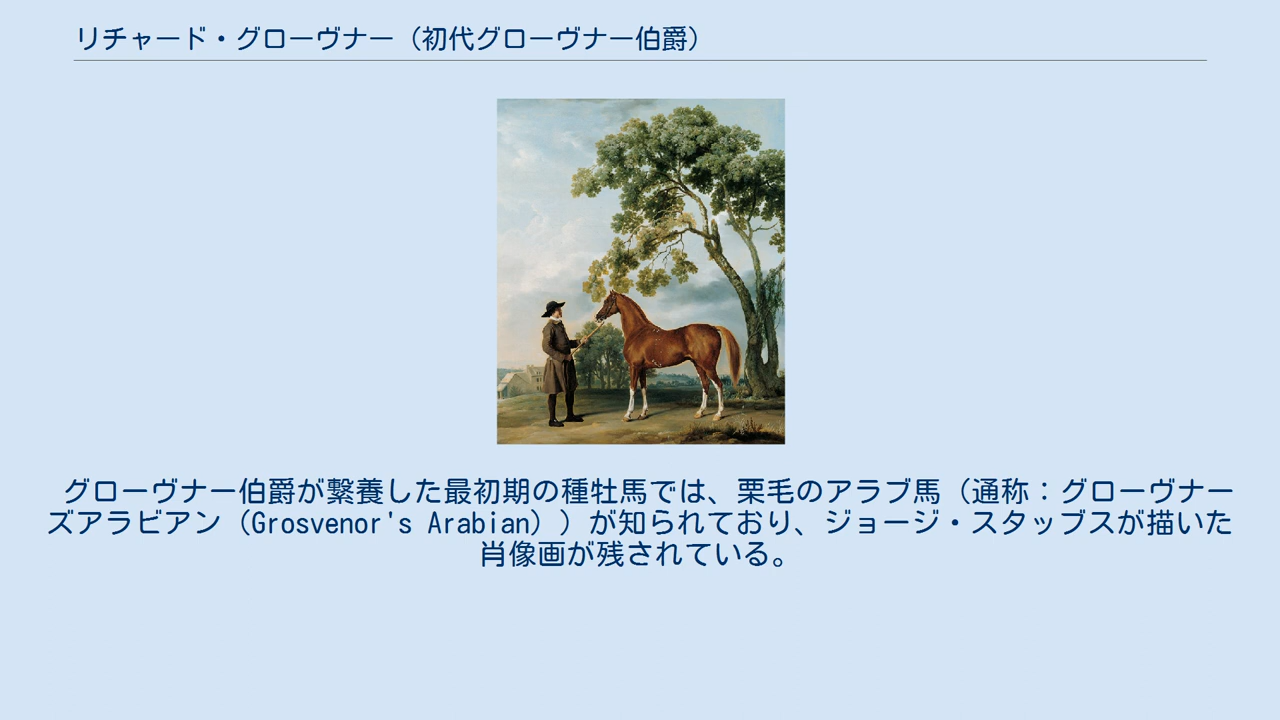 リチャード・グローヴナー（初代グローヴナー伯爵）
グローヴナー伯爵が繋養した最初期の種牡馬では、栗毛のアラブ馬（通称：グローヴナー
ズアラビアン（Grosvenor's Arabian））が知られており、ジョージ・スタッブスが描いた
肖像画が残されている。